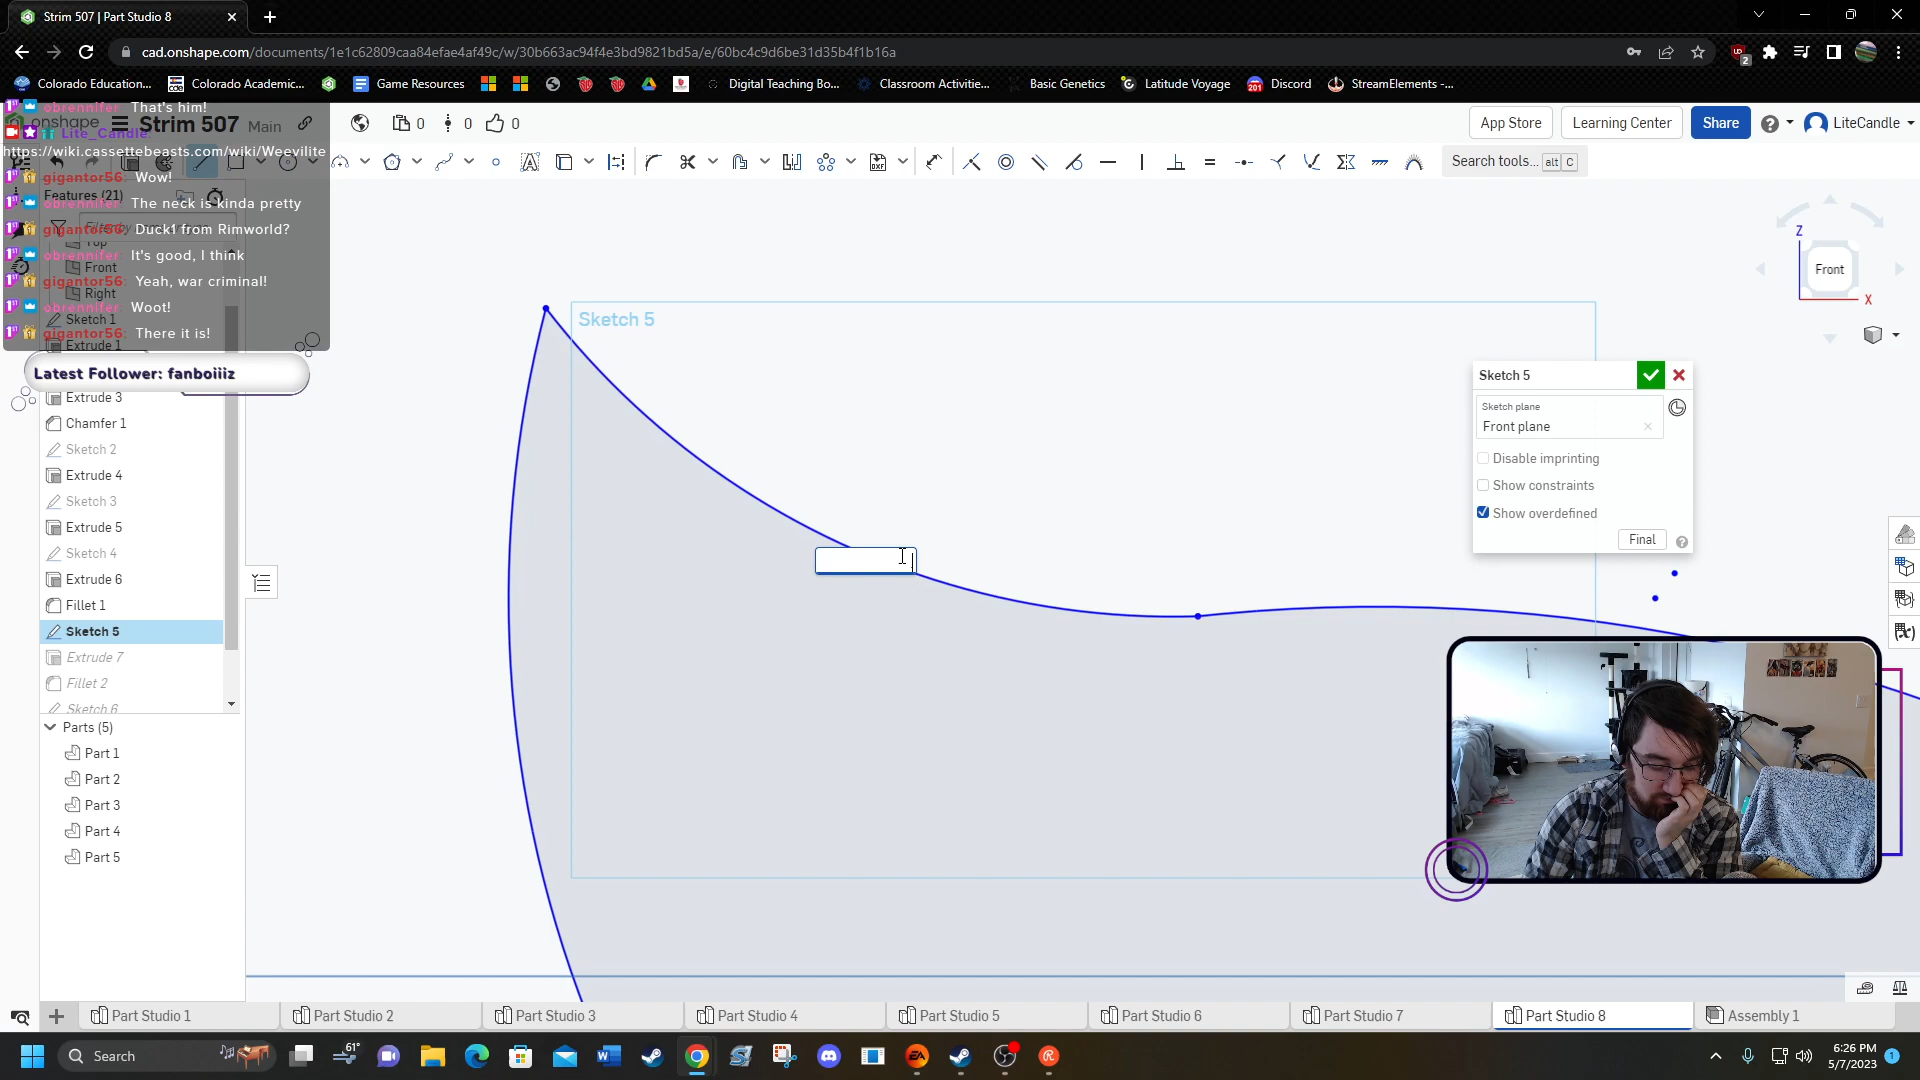 Strim 507 | Part Studio 8
cad.onshape.com/documents/1e1c62809caa84efae4af49c/w/30b663ac94f4e3bd9821bd5a/e/60bc4c9d6be31d35b4f1b16a
2
Colorado Education...
Colorado Academic...
Game Resources
Digital Teaching Bo...
Classroom Activitie...
Basic Genetics
Latitude Voyage
201
Discord
StreamElements -...
obrennifer: That's him!
onshape
Strim 507
Main
0
0
0
App Store
Learning Center
Share
LiteCandle
Lite_Candle:
https://wiki.cassettebeasts.com/wiki/Weevilite
Search tools...
alt C
gigantor56: Wow!
Features (21)
obrennifer: The neck is kinda pretty
gigantor56: Duck1 from Rimworld?
Top
obrennifer: It's good, I think
Front
gigantor56: Yeah, war criminal!
Right
obrennifer: Woot!
Sketch 1
gigantor56: There it is!
Extrude 1
Latest Follower: fanboiiiz
Extrude 3
Chamfer 1
Sketch 2
Extrude 4
Sketch 3
Extrude 5
Sketch 4
Extrude 6
Fillet 1
Sketch 5
Extrude 7
Fillet 2
Sketch 6
Parts (5)
Part 1
Part 2
Part 3
Part 4
Part 5
Sketch 5
Z
Front
X
Sketch 5
Sketch plane
Front plane
Disable imprinting
Show constraints
Show overdefined
Final
Part Studio 1
Part Studio 2
Part Studio 3
Part Studio 4
Part Studio 5
Part Studio 6
Part Studio 7
Part Studio 8
Assembly 1
Search
61°
6:26 PM
5/7/2023
1